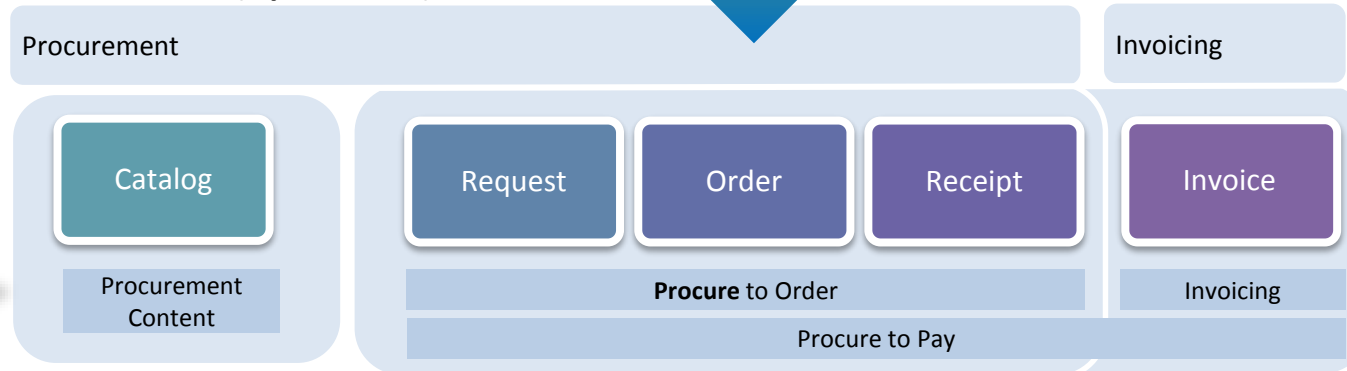 Procurement
Invoicing
Catalog
Request
Order
Receipt
Invoice
Procurement
Content
Procure to Order
Invoicing
Procure to Pay